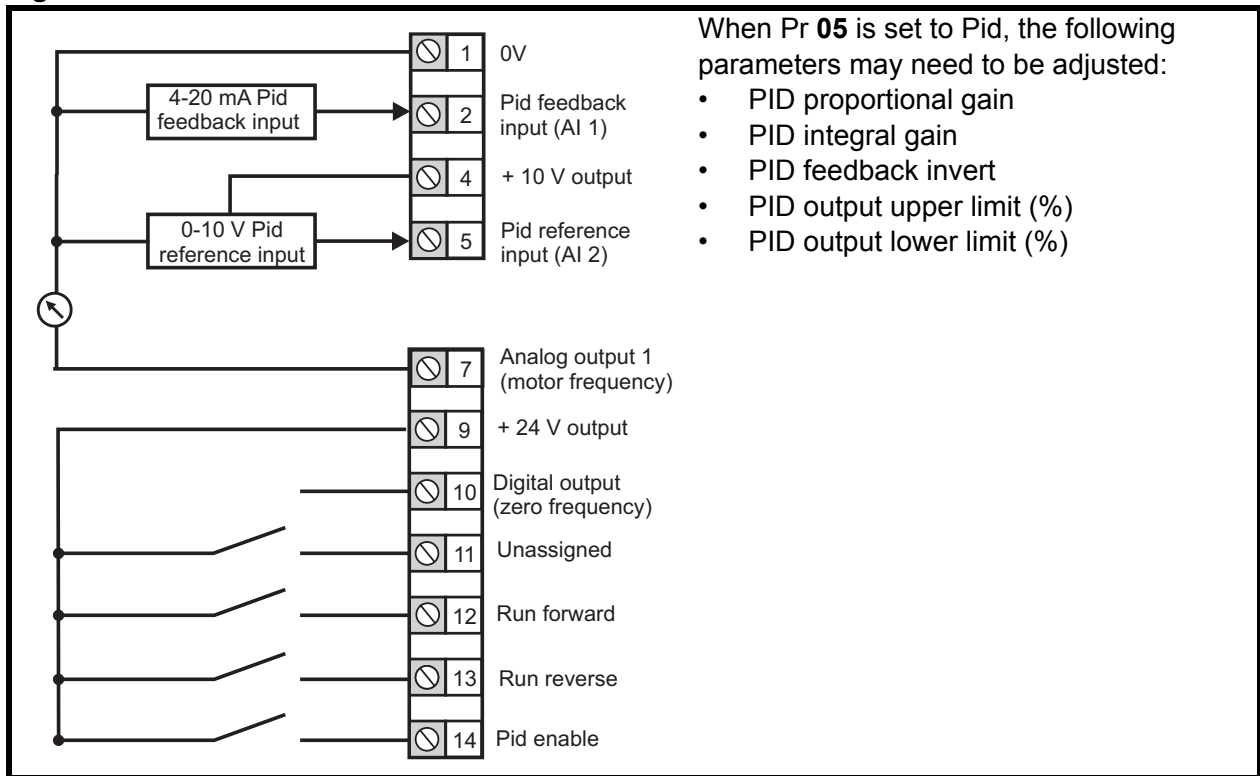 1 0V
4-20 mA Pid
feedback input
2 Pid feedback
input (AI 1)
4 + 10 V output
0-10 V Pid
reference input
5 Pid reference
input (AI 2)
7 Analog output 1
(motor frequency)
9 + 24 V output
10 Digital output
(zero frequency)
11 Unassigned
12 Run forward
13 Run reverse
14 Pid enable
When Pr 05 is set to Pid, the following
parameters may need to be adjusted:
• PID proportional gain
• PID integral gain
• PID feedback invert
• PID output upper limit (%)
• PID output lower limit (%)